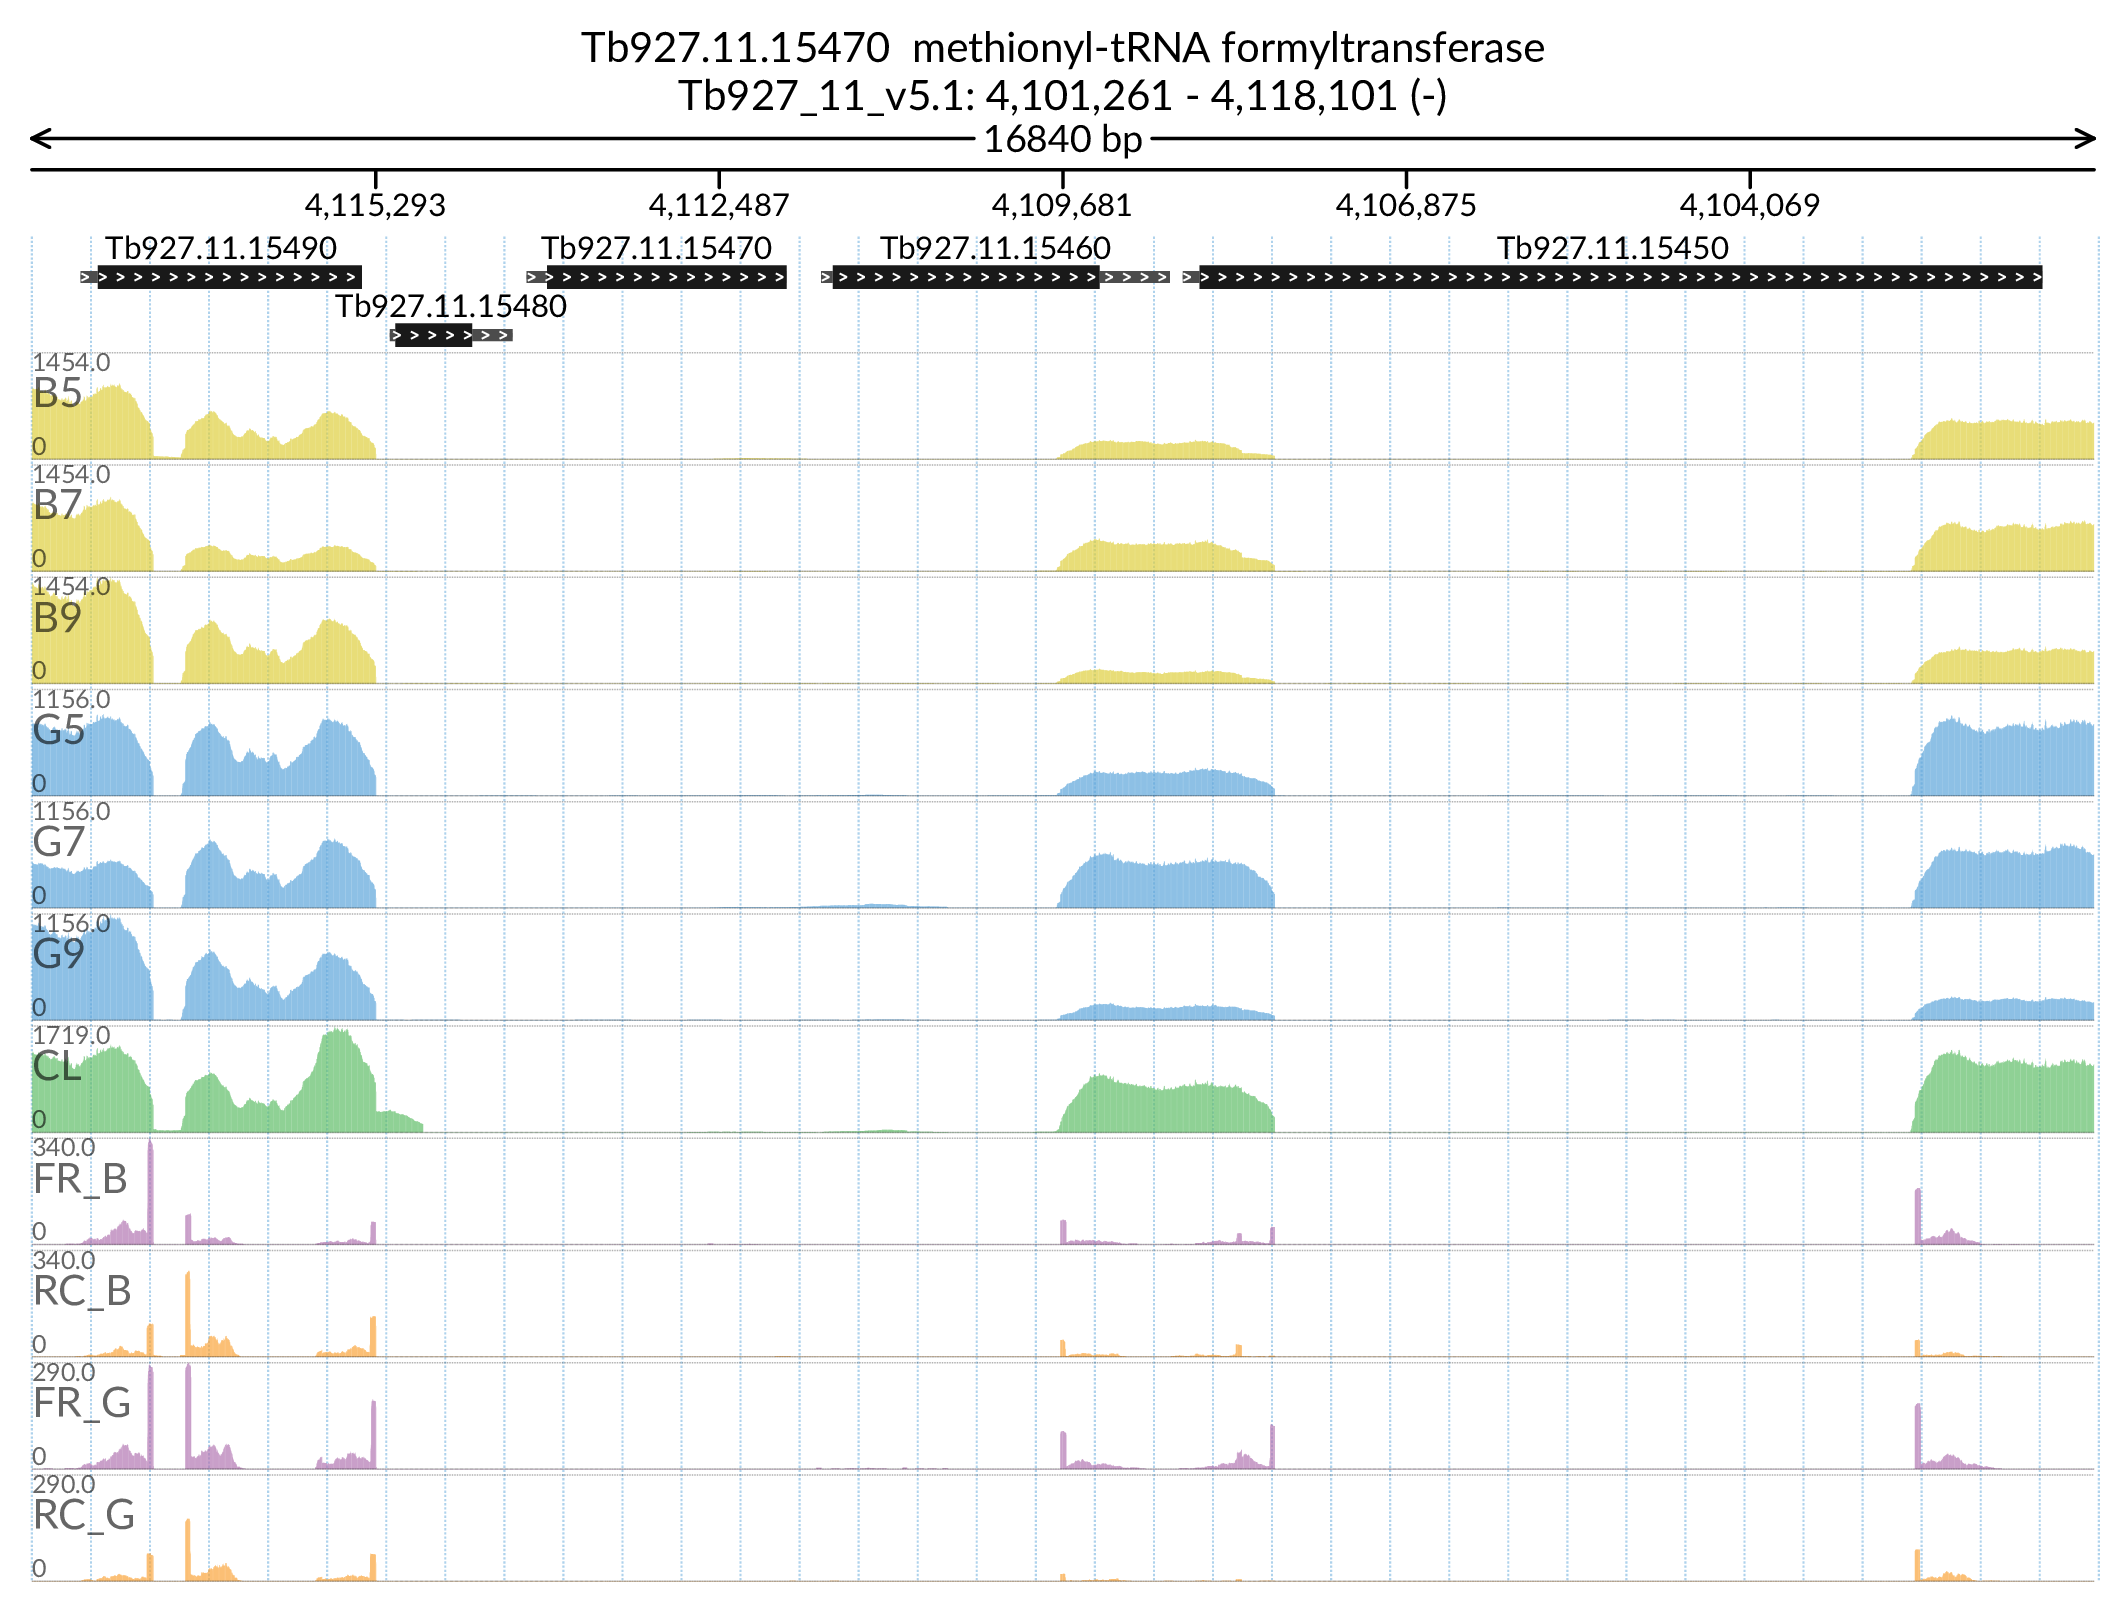 Tb927.11.15470  methionyl-tRNA formyltransferase
Tb927_11_v5.1: 4,101,261 - 4,118,101 (-)
16840 bp
4,115,293 4,112,487 4,109,681 4,106,875 4,104,069
Tb927.11.15490 Tb927.11.15470 Tb927.11.15460 Tb927.11.15450
Tb927.11.15480
1454.0
B5
0
1454.0
B7
0
1454.0
B9
0
1156.0
G5
0
1156.0
G7
0
1156.0
G9
0
1719.0
CL
0
340.0
FR_B
0
340.0
RC_B
0
290.0
FR_G
0
290.0
RC_G
0